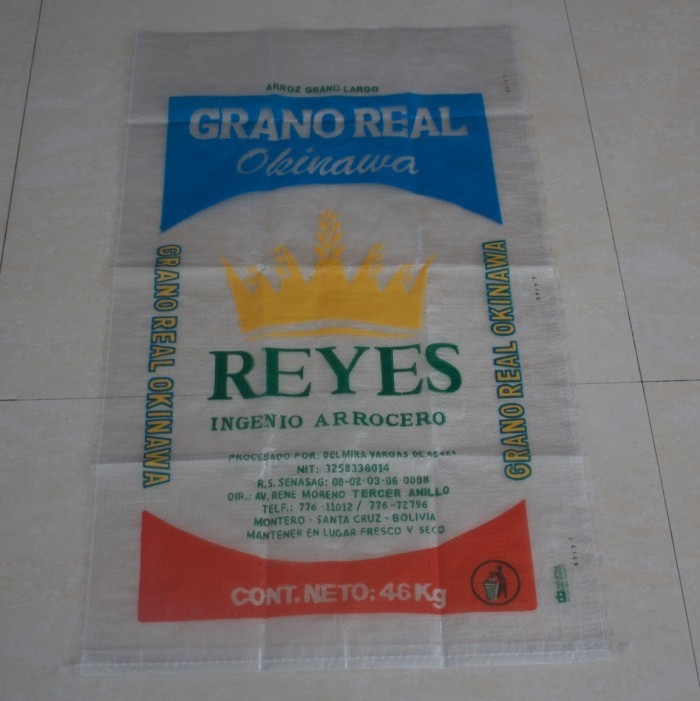 ARROZ GRANO LARGO
GRANO REAL
Okinawa
GRANO REAL OKINAWA
GRANO REAL OKINAWA
REYES
INGENIO ARROCERO
PROCESADO POR: DELMIRA VARGAS DE REYES
NIT: 3258336014
R.S. SENASAG: 08-02-03-06 0098
DIR.: AV. RENE MORENO TERCER ANILLO
TELF.: 776-11012 / 776-72796
MONTERO - SANTA CRUZ - BOLIVIA
MANTENER EN LUGAR FRESCO Y SECO
CONT. NETO: 46Kg